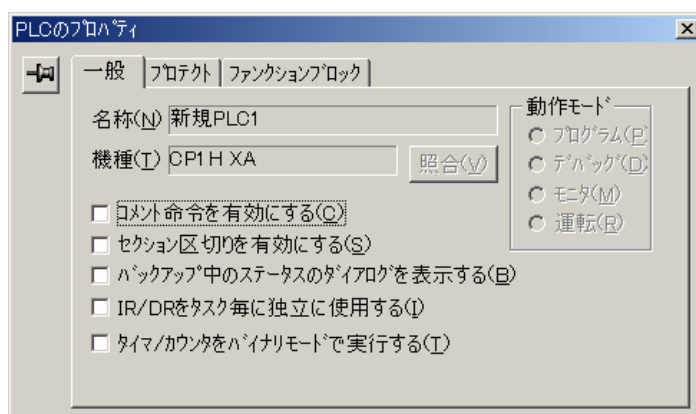 PLCのプロパティ
一般
プロテクト
ファンクションブロック
名称(N)
新規PLC1
機種(T)
CP1H XA
照合(V)
動作モード
プログラム(P)
デバッグ(D)
モニタ(M)
運転(R)
コメント命令を有効にする(C)
セクション区切りを有効にする(S)
バックアップ中のステータスのダイアログを表示する(B)
IR/DRをタスク毎に独立に使用する(I)
タイマ/カウンタをバイナリモードで実行する(T)